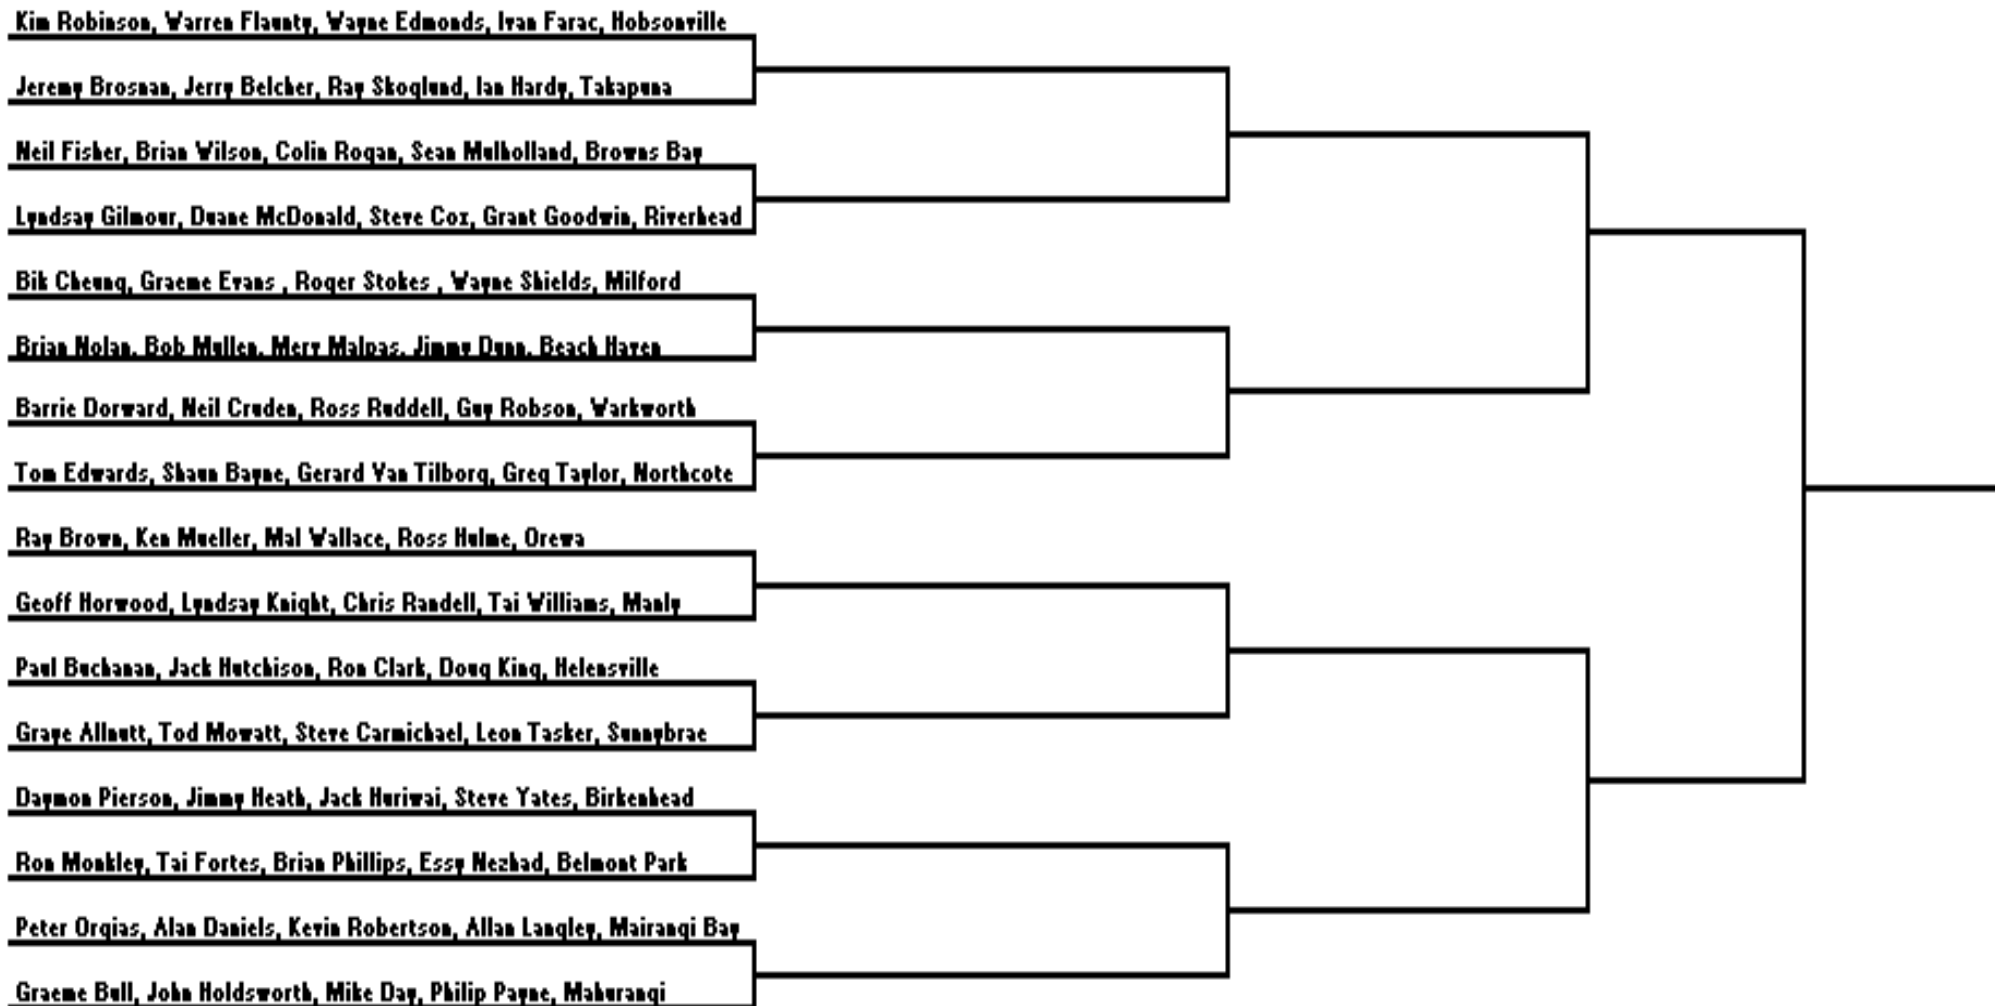 Kim Robinson, Warren Flaunty, Wayne Edmonds, Ivan Farac, Hobsonville
Jeremy Brosnan, Jerry Belcher, Ray Skoglund, Ian Hardy, Takapuna
Neil Fisher, Brian Wilson, Colin Rogan, Sean Mulholland, Browns Bay
Lyndsay Gilmour, Duane McDonald, Steve Cox, Grant Goodwin, Riverhead
Bik Cheung, Graeme Evans , Roger Stokes , Wayne Shields, Milford
Brian Nolan, Bob Mullen, Merv Malpas, Jimmy Dunn, Beach Haven
Barrie Dorward, Neil Cruden, Ross Ruddell, Guy Robson, Warkworth
Tom Edwards, Shaun Bayne, Gerard Van Tilborg, Greg Taylor, Northcote
Ray Brown, Ken Mueller, Mal Wallace, Ross Hulme, Orewa
Geoff Horwood, Lyndsay Knight, Chris Randell, Tai Williams, Manly
Paul Buchanan, Jack Hutchison, Ron Clark, Doug King, Helensville
Graye Allnutt, Tod Mowatt, Steve Carmichael, Leon Tasker, Sunnybrae
Daymon Pierson, Jimmy Heath, Jack Huriwai, Steve Yates, Birkenhead
Ron Monkley, Tai Fortes, Brian Phillips, Essy Nezhad, Belmont Park
Peter Orgias, Alan Daniels, Kevin Robertson, Allan Langley, Mairangi Bay
Graeme Bull, John Holdsworth, Mike Day, Philip Payne, Mahurangi